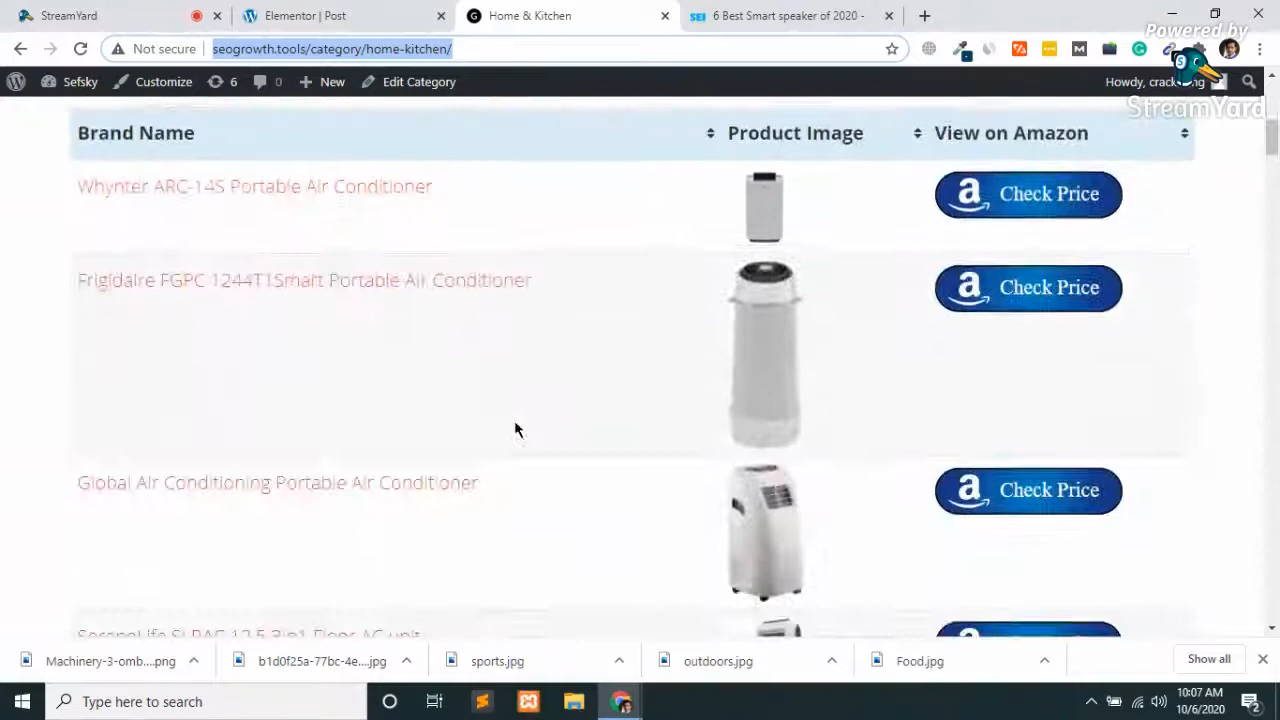 StreamYard
Elementor | Post
Home & Kitchen
6 Best Smart speaker of 2020 -
Not secure
seogrowth.tools/category/home-kitchen/
Powered by
StreamYard
Sefsky
Customize
6
0
New
Edit Category
Howdy,
Brand Name
Product Image
View on Amazon
Whynter ARC-14S Portable Air Conditioner
Check Price
Frigidaire FGPC 1244T1 Smart Portable Air Conditioner
Check Price
Global Air Conditioning Portable Air Conditioner
Check Price
Machinery-3-omb....png
b1d0f25a-77bc-4e....jpg
sports.jpg
outdoors.jpg
Food.jpg
Show all
Type here to search
10:07 AM
10/6/2020
2